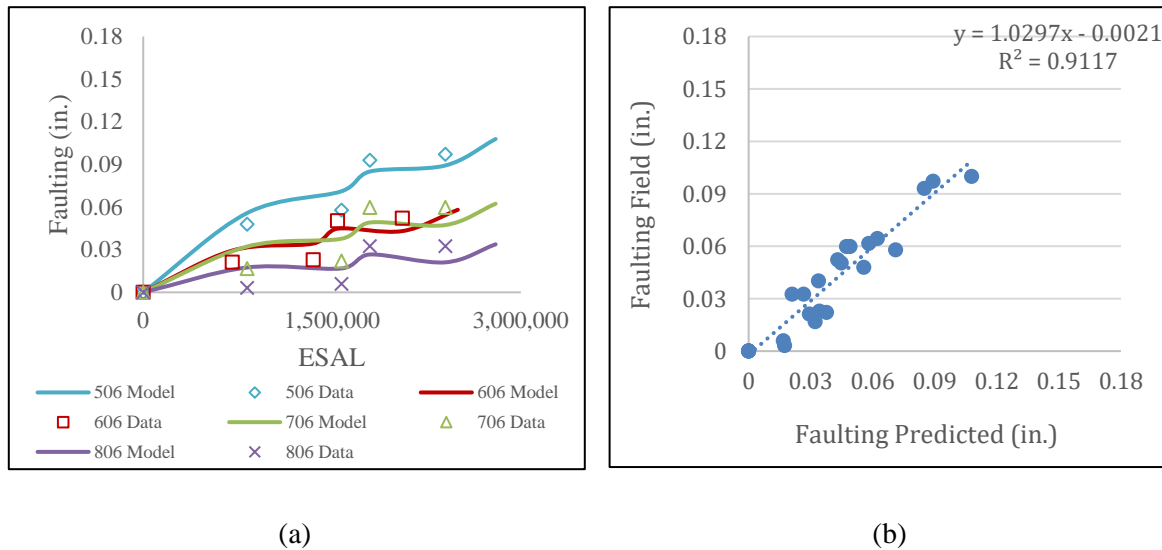 0.18
0.15
0.12
0.09
0.06
0.03
0
Faulting (in.)
0 1,500,000 3,000,000
ESAL
506 Model 506 Data 606 Model
606 Data 706 Model 706 Data
806 Model 806 Data
(a)
y = 1.0297x - 0.0021
R² = 0.9117
0.18
0.15
0.12
0.09
0.06
0.03
0
Faulting Field (in.)
0 0.03 0.06 0.09 0.12 0.15 0.18
Faulting Predicted (in.)
(b)